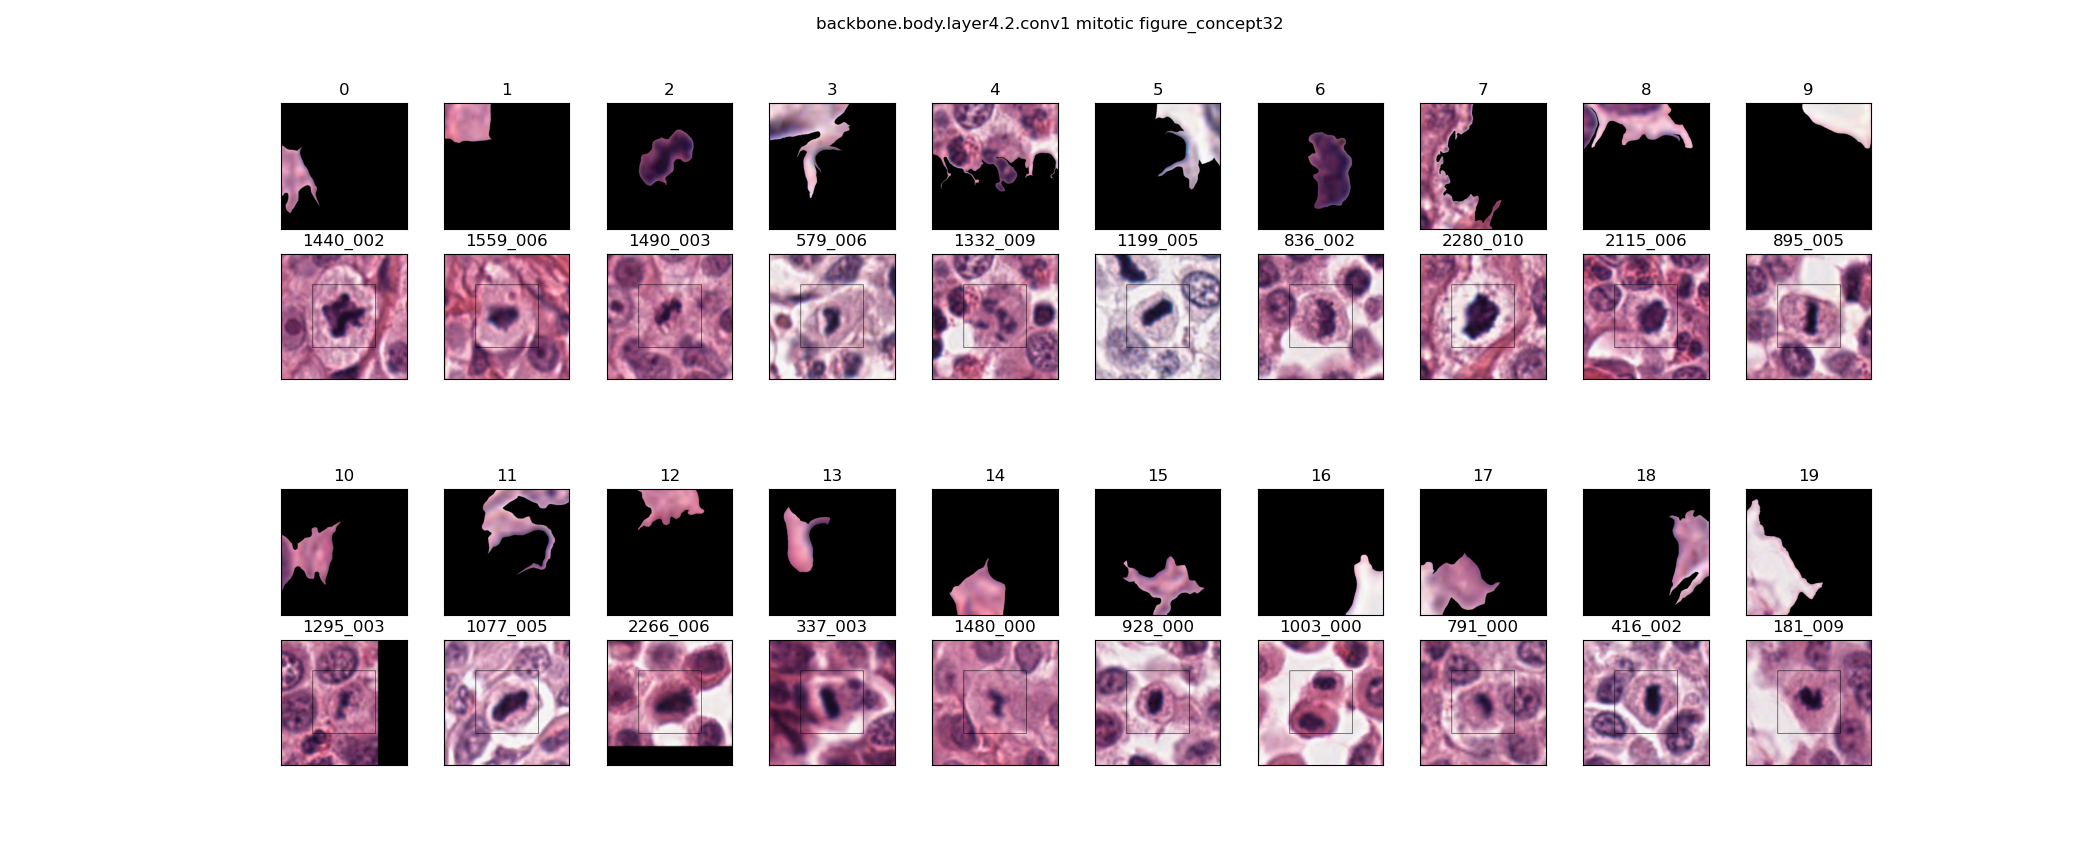 backbone.body.layer4.2.conv1 mitotic figure_concept32
0 1 2 3 4 5 6 7 8 9
1440_002 1559_006 1490_003 579_006 1332_009 1199_005 836_002 2280_010 2115_006 895_005
10 11 12 13 14 15 16 17 18 19
1295_003 1077_005 2266_006 337_003 1480_000 928_000 1003_000 791_000 416_002 181_009